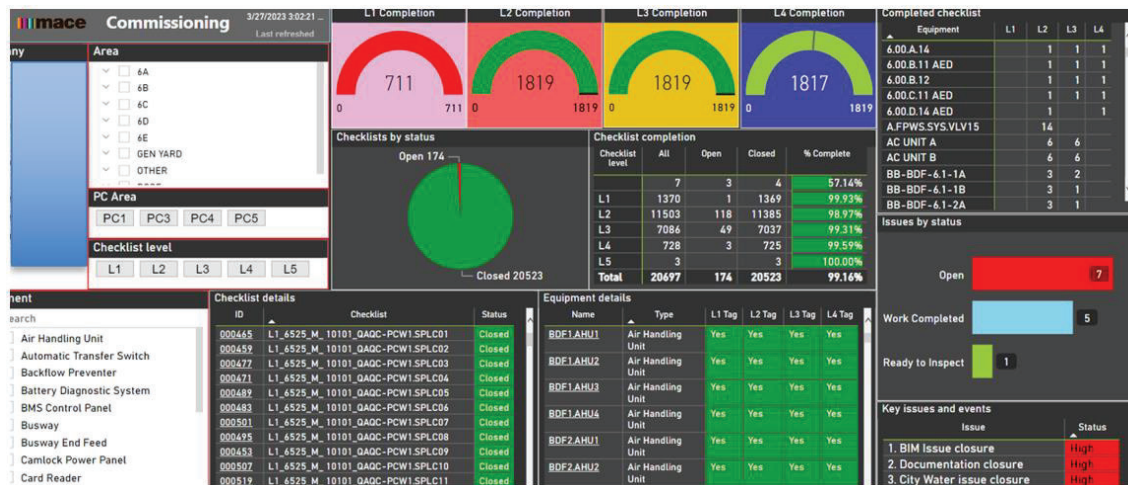 mace Commissioning
3/27/2023 3:02:21 ...
Last refreshed
ny
Area
6A
6B
6C
6D
6E
GEN YARD
OTHER
PC Area
PC1 PC3 PC4 PC5
Checklist level
L1 L2 L3 L4 L5
L1 Completion
711
0 711
L2 Completion
1819
0 1819
L3 Completion
1819
0 1819
L4 Completion
1817
0 1819
Checklists by status
Open 174
Closed 20523
Checklist completion
Checklist level All Open Closed % Complete
7 3 4 57.14%
L1 1370 1 1369 99.93%
L2 11503 118 11385 98.97%
L3 7086 49 7037 99.31%
L4 728 3 725 99.59%
L5 3 3 100.00%
Total 20697 174 20523 99.16%
Completed checklist
Equipment L1 L2 L3 L4
6.00.A.14 1 1 1
6.00.B.11 AED 1 1 1
6.00.B.12 1 1 1
6.00.C.11 AED 1 1 1
6.00.D.14 AED 1 1
A.FPWS.SYS.VLV15 14
AC UNIT A 6 6
AC UNIT B 6 6
BB-BDF-6.1-1A 3 2
BB-BDF-6.1-1B 3 1
BB-BDF-6.1-2A 3 1
Issues by status
Open 7
Work Completed 5
Ready to Inspect 1
ment
earch
Air Handling Unit
Automatic Transfer Switch
Backflow Preventer
Battery Diagnostic System
BMS Control Panel
Busway
Busway End Feed
Camlock Power Panel
Card Reader
Checklist details
ID Checklist Status
000465 L1_6525_M_10101_QAQC-PCW1.SPLC01 Closed
000459 L1_6525_M_10101_QAQC-PCW1.SPLC02 Closed
000477 L1_6525_M_10101_QAQC-PCW1.SPLC03 Closed
000471 L1_6525_M_10101_QAQC-PCW1.SPLC04 Closed
000489 L1_6525_M_10101_QAQC-PCW1.SPLC05 Closed
000483 L1_6525_M_10101_QAQC-PCW1.SPLC06 Closed
000501 L1_6525_M_10101_QAQC-PCW1.SPLC07 Closed
000495 L1_6525_M_10101_QAQC-PCW1.SPLC08 Closed
000453 L1_6525_M_10101_QAQC-PCW1.SPLC09 Closed
000507 L1_6525_M_10101_QAQC-PCW1.SPLC10 Closed
000519 L1_6525_M_10101_QAQC-PCW1.SPLC11 Closed
Equipment details
Name Type L1 Tag L2 Tag L3 Tag L4 Tag
BDF1.AHU1 Air Handling Unit Yes Yes Yes Yes
BDF1.AHU2 Air Handling Unit Yes Yes Yes Yes
BDF1.AHU3 Air Handling Unit Yes Yes Yes Yes
BDF1.AHU4 Air Handling Unit Yes Yes Yes Yes
BDF2.AHU1 Air Handling Unit Yes Yes Yes Yes
BDF2.AHU2 Air Handling Unit Yes Yes Yes Yes
Key issues and events
Issue Status
1. BIM Issue closure High
2. Documentation closure High
3. City Water issue closure High